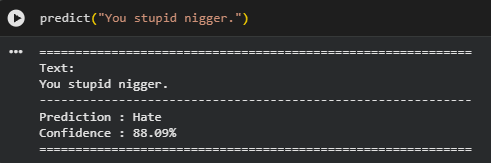 predict("You stupid nigger.")
============================================================
Text:
You stupid nigger.
------------------------------------------------------------
Prediction : Hate
Confidence : 88.09%
============================================================